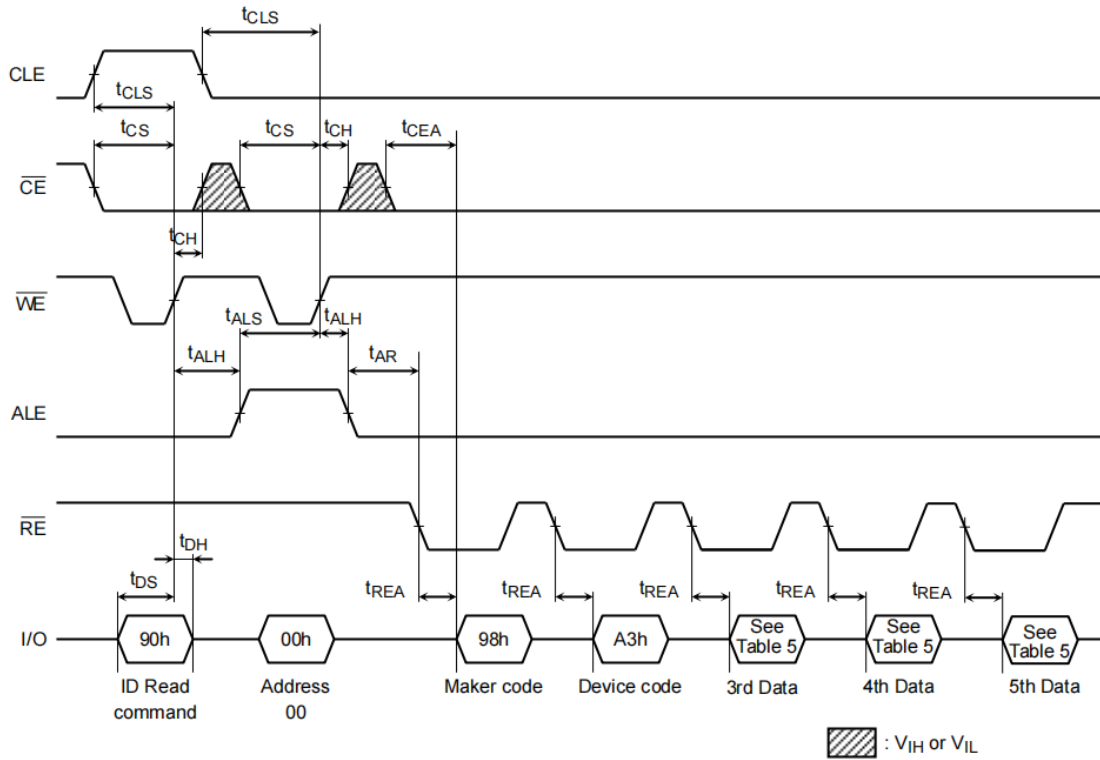 tCLS
CLE
tCLS
tCS
tCS
tCH
tCEA
CE
tCH
WE
tALS
tALH
tALH
tAR
ALE
RE
tDH
tDS
tREA
tREA
tREA
tREA
tREA
I/O
90h
00h
98h
A3h
See
Table 5
See
Table 5
See
Table 5
ID Read
command
Address
00
Maker code
Device code
3rd Data
4th Data
5th Data
: VIH or VIL